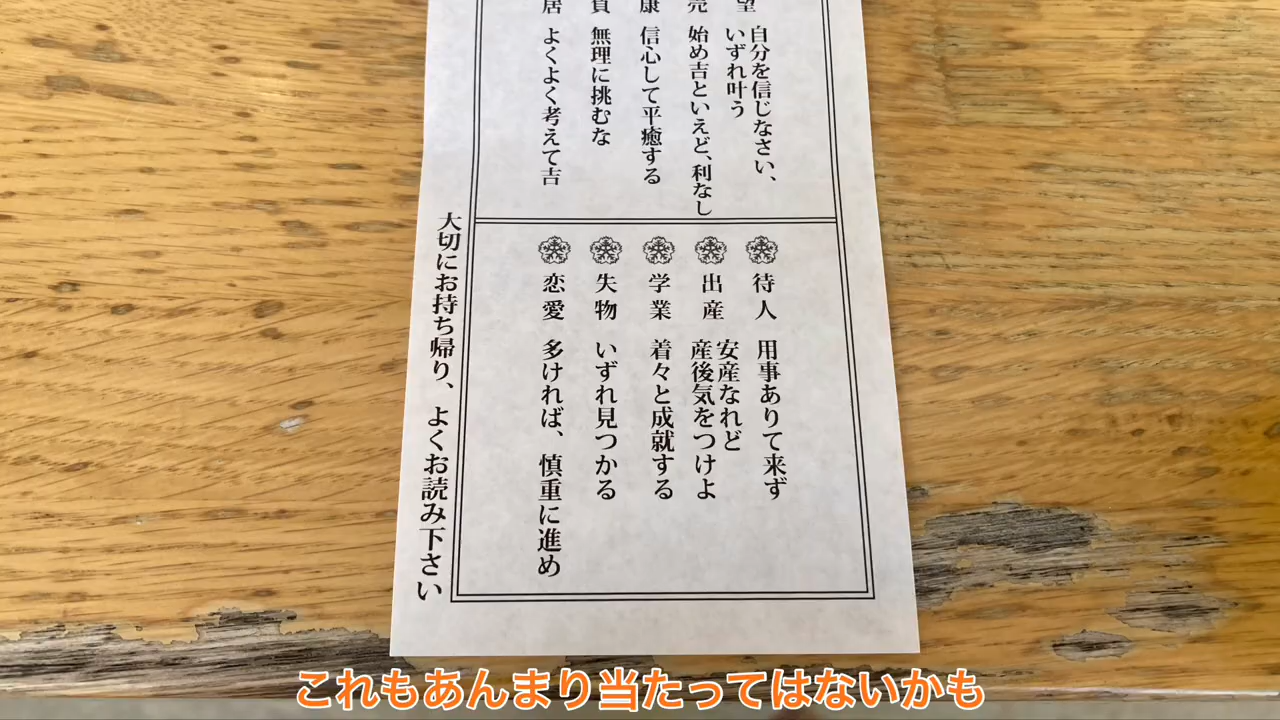 望 自分を信じなさい、
いずれ叶う
売 始め吉といえど、利なし
康 信心して平癒する
負 無理に挑むな
居 よくよく考えて吉
待人 用事ありて来ず
出産 安産なれど
産後気をつけよ
学業 着々と成就する
失物 いずれ見つかる
恋愛 多ければ、慎重に進め
大切にお持ち帰り、よくお読み下さい
これもあんまり当たってはないかも